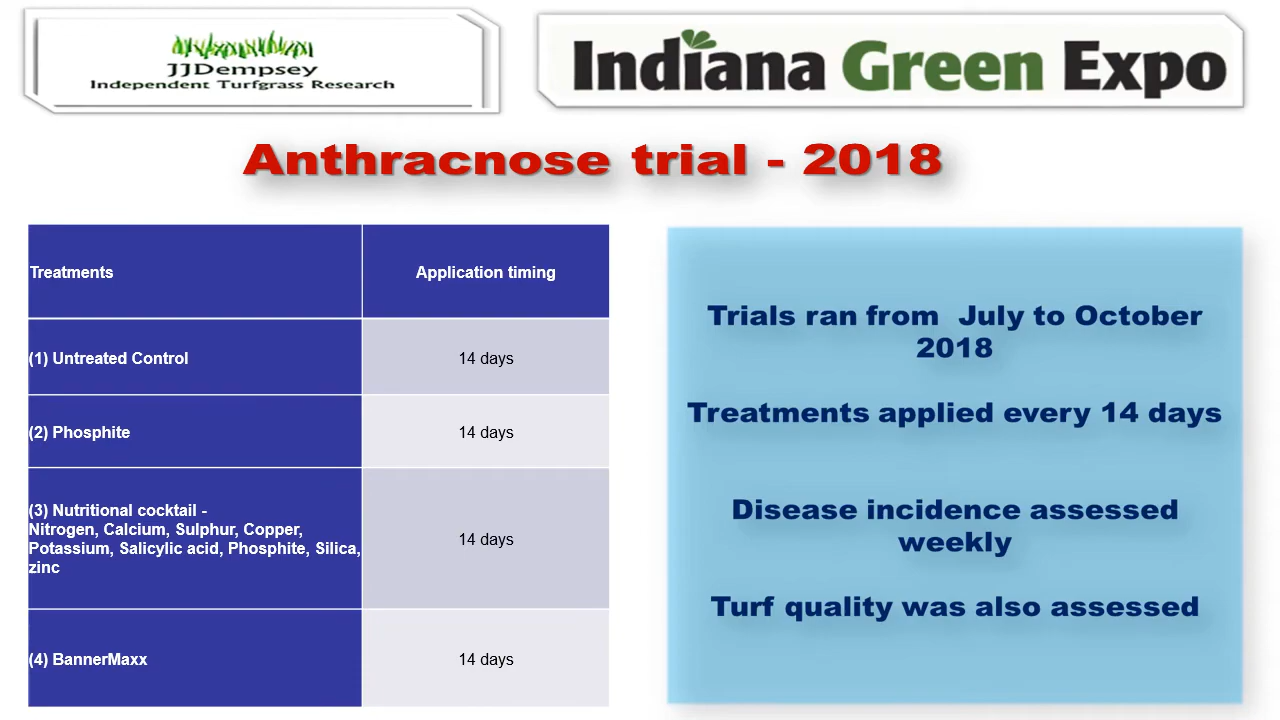 JJDempsey
Independent Turfgrass Research
Indiana Green Expo
Anthracnose trial - 2018
Treatments
Application timing
(1) Untreated Control
14 days
(2) Phosphite
14 days
(3) Nutritional cocktail -
Nitrogen, Calcium, Sulphur, Copper,
Potassium, Salicylic acid, Phosphite, Silica,
zinc
14 days
(4) BannerMaxx
14 days
Trials ran from July to October
2018
Treatments applied every 14 days
Disease incidence assessed
weekly
Turf quality was also assessed